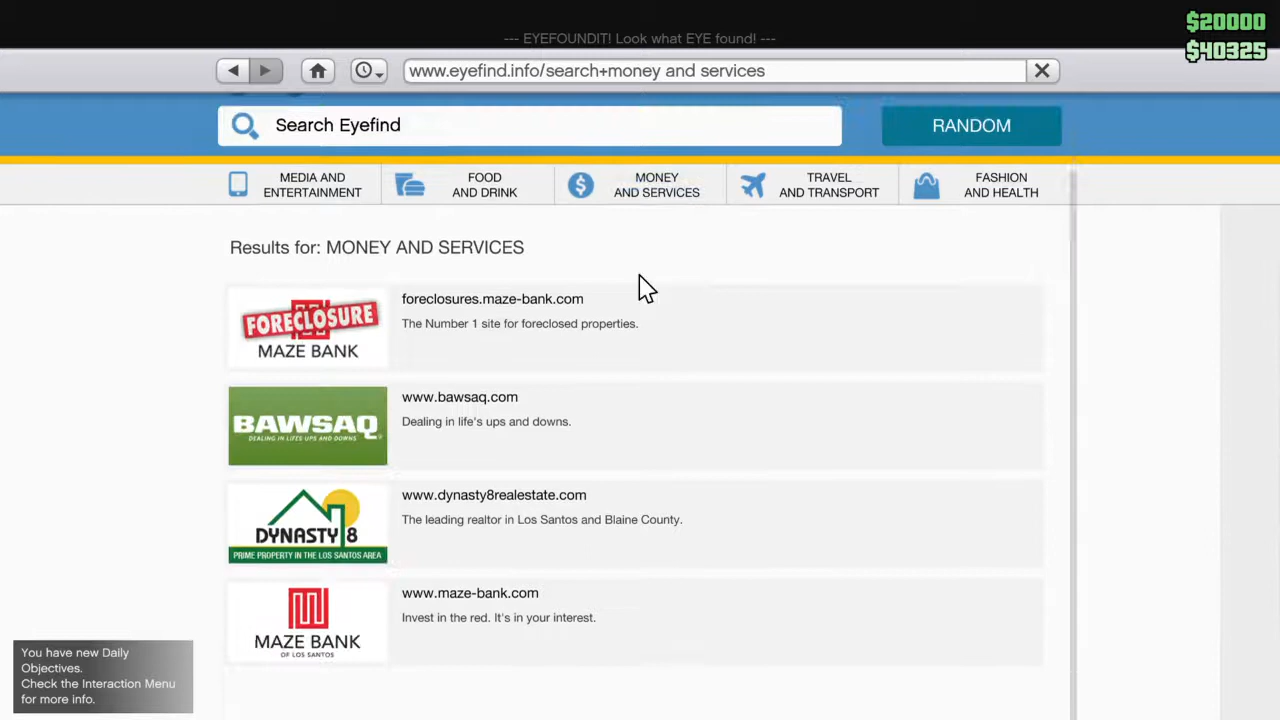 $20000
--- EYEFOUNDIT! Look what EYE found! ---
$40325
www.eyefind.info/search+money and services
Search Eyefind
RANDOM
MEDIA AND
ENTERTAINMENT
FOOD
AND DRINK
MONEY
AND SERVICES
TRAVEL
AND TRANSPORT
FASHION
AND HEALTH
Results for: MONEY AND SERVICES
FORECLOSURE
MAZE BANK
foreclosures.maze-bank.com
The Number 1 site for foreclosed properties.
BAWSAQ
DEALING IN LIFE'S UPS AND DOWNS
www.bawsaq.com
Dealing in life's ups and downs.
DYNASTY 8
PRIME PROPERTY IN THE LOS SANTOS AREA
www.dynasty8realestate.com
The leading realtor in Los Santos and Blaine County.
MAZE BANK
OF LOS SANTOS
www.maze-bank.com
Invest in the red. It's in your interest.
You have new Daily
Objectives.
Check the Interaction Menu
for more info.